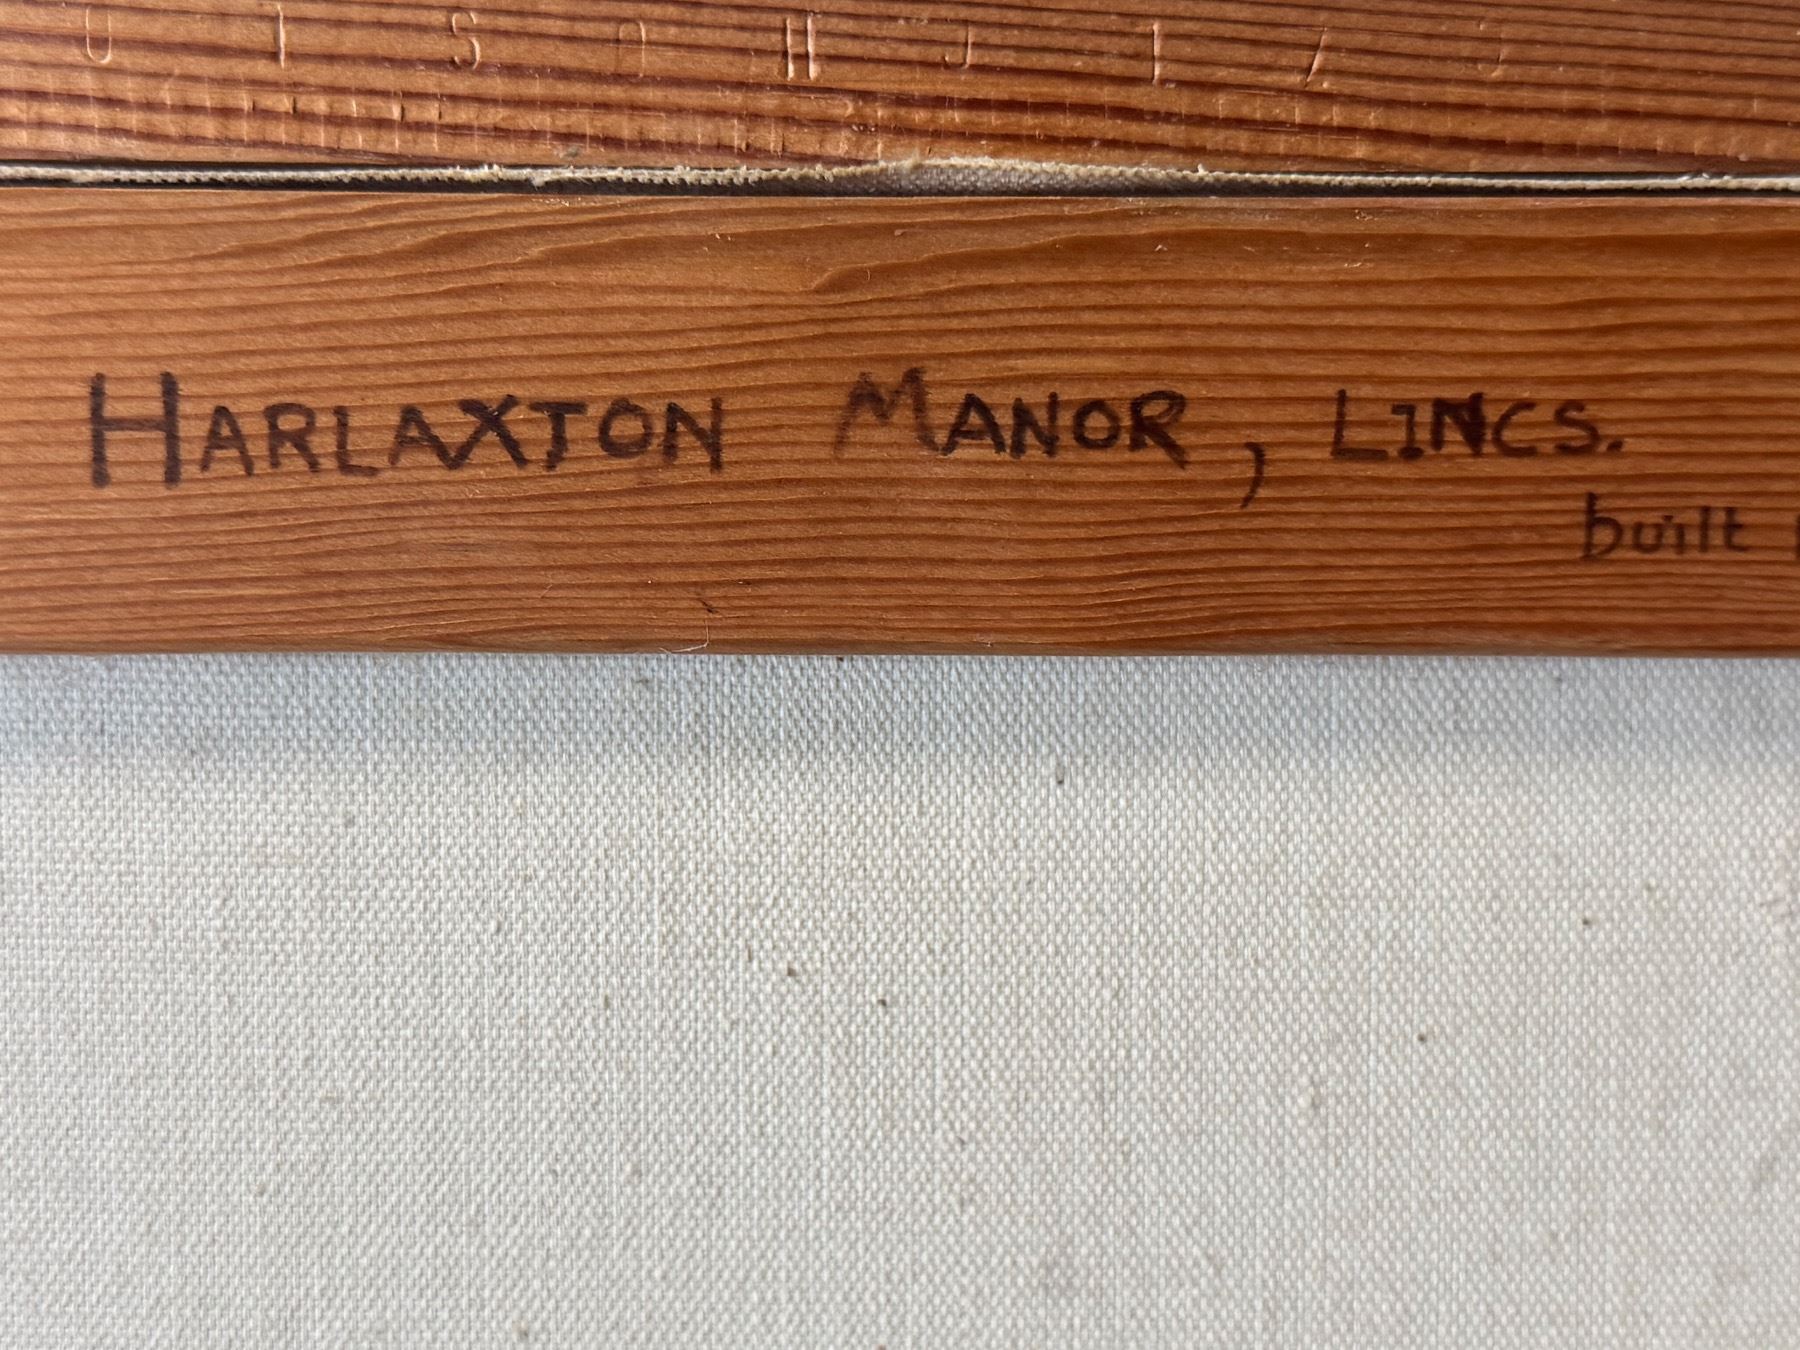 HARLAXTON MANOR, LINCS.
built